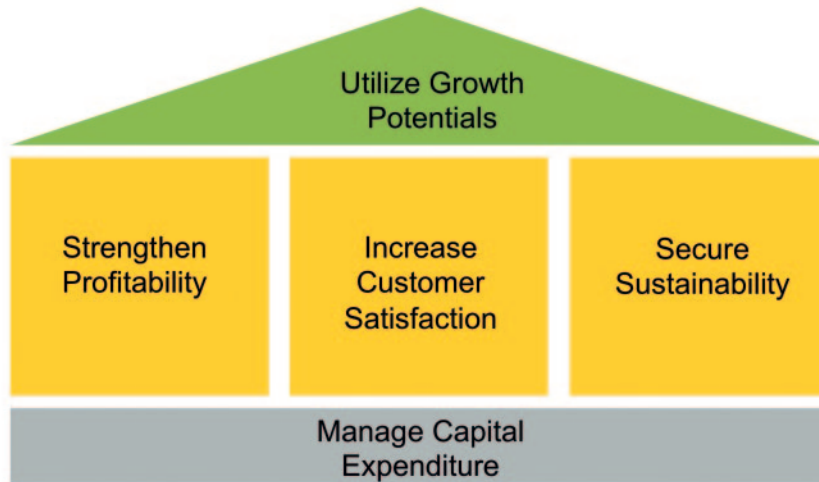 Utilize Growth
Potentials
Strengthen
Profitability
Increase
Customer
Satisfaction
Secure
Sustainability
Manage Capital
Expenditure